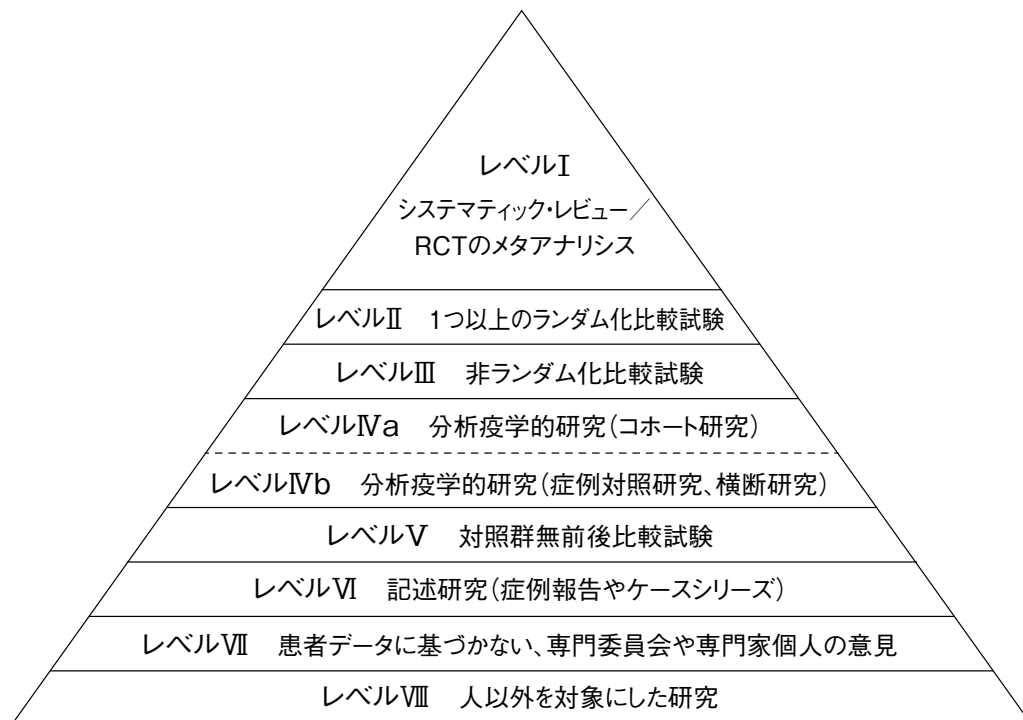 レベルⅠ
システマティック・レビュー／
RCTのメタアナリシス
レベルⅡ　1つ以上のランダム化比較試験
レベルⅢ　非ランダム化比較試験
レベルⅣa　分析疫学的研究（コホート研究）
レベルⅣb　分析疫学的研究（症例対照研究、横断研究）
レベルⅤ　対照群無前後比較試験
レベルⅥ　記述研究（症例報告やケースシリーズ）
レベルⅦ　患者データに基づかない、専門委員会や専門家個人の意見
レベルⅧ　人以外を対象にした研究